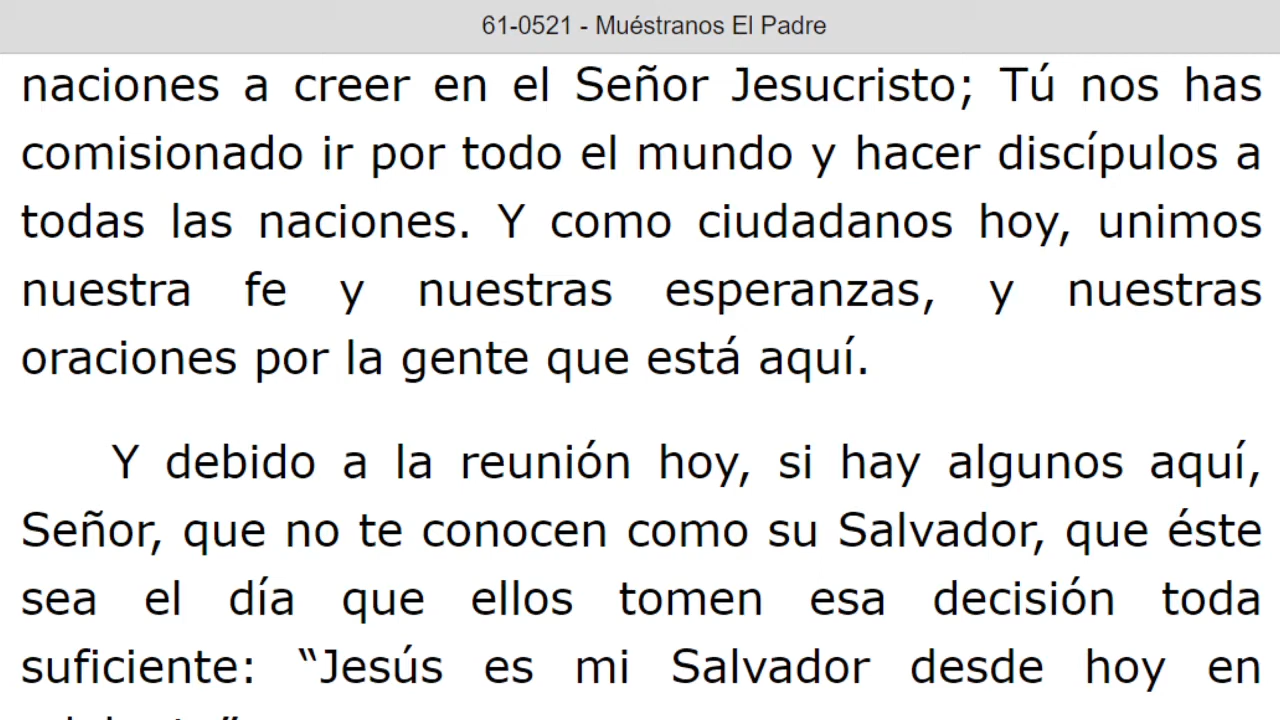 61-0521 - Muéstranos El Padre
naciones a creer en el Señor Jesucristo; Tú nos has
comisionado ir por todo el mundo y hacer discípulos a
todas las naciones. Y como ciudadanos hoy, unimos
nuestra fe y nuestras esperanzas, y nuestras
oraciones por la gente que está aquí.
Y debido a la reunión hoy, si hay algunos aquí,
Señor, que no te conocen como su Salvador, que éste
sea el día que ellos tomen esa decisión toda
suficiente: “Jesús es mi Salvador desde hoy en